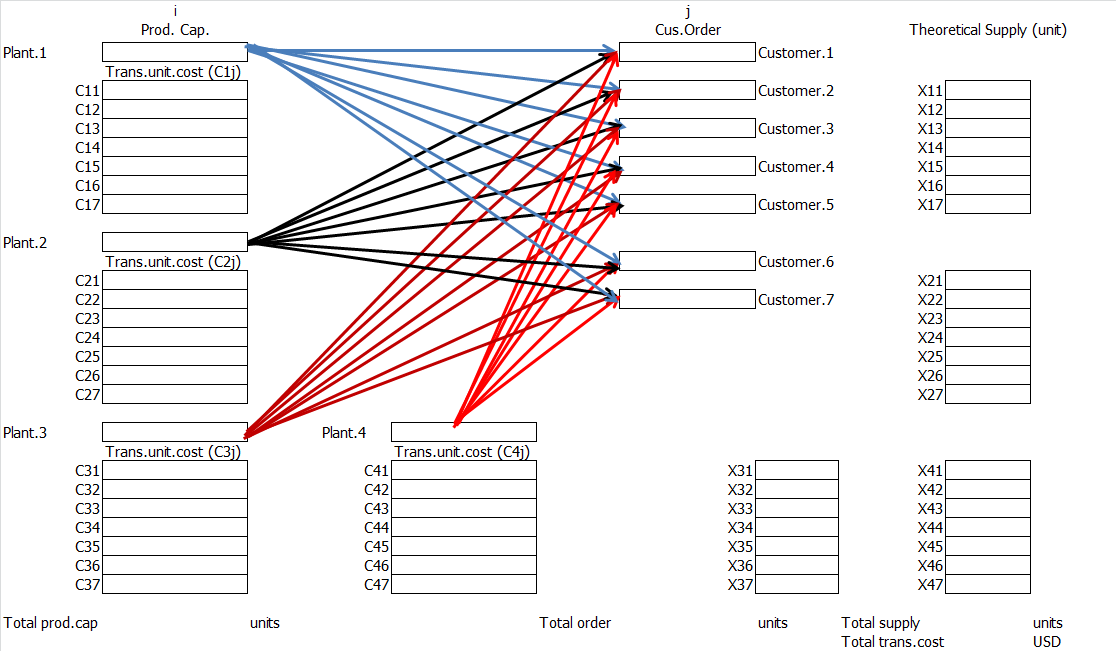 i j
Prod. Cap. Cus.Order Theoretical Supply (unit)
Plant.1 Customer.1
Trans.unit.cost (C1j)
C11 Customer.2 X11
C12 X12
C13 Customer.3 X13
C14 X14
C15 Customer.4 X15
C16 X16
C17 Customer.5 X17
Plant.2
Trans.unit.cost (C2j) Customer.6
C21 X21
C22 Customer.7 X22
C23 X23
C24 X24
C25 X25
C26 X26
C27 X27
Plant.3 Plant.4
Trans.unit.cost (C3j) Trans.unit.cost (C4j)
C31 C41 X31 X41
C32 C42 X32 X42
C33 C43 X33 X43
C34 C44 X34 X44
C35 C45 X35 X45
C36 C46 X36 X46
C37 C47 X37 X47
Total prod.cap units Total order units Total supply units
Total trans.cost USD